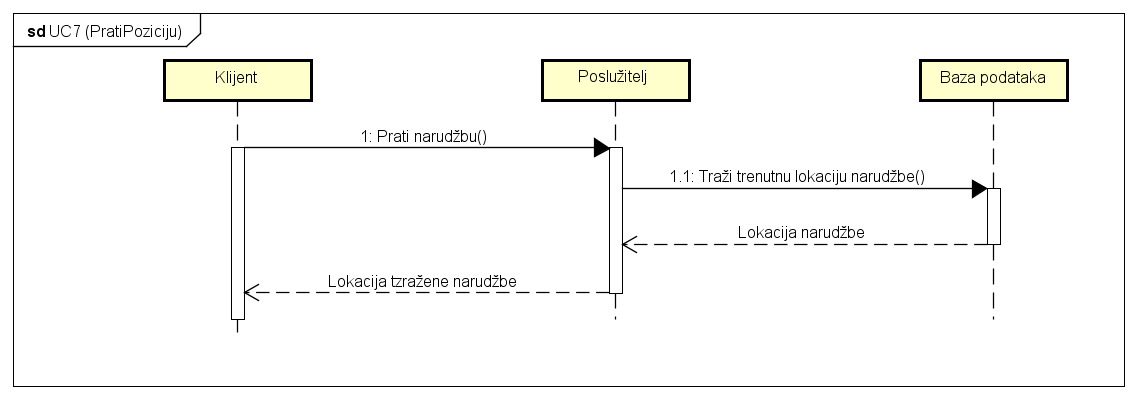 sd UC7 (PratiPoziciju)
Klijent
Poslužitelj
Baza podataka
1: Prati narudžbu()
1.1: Traži trenutnu lokaciju narudžbe()
Lokacija narudžbe
Lokacija tzražene narudžbe